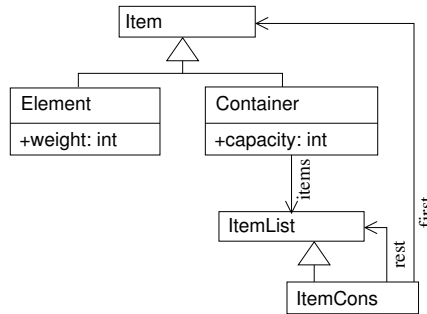 Item
Element
+weight: int
Container
+capacity: int
items
ItemList
first
rest
ItemCons